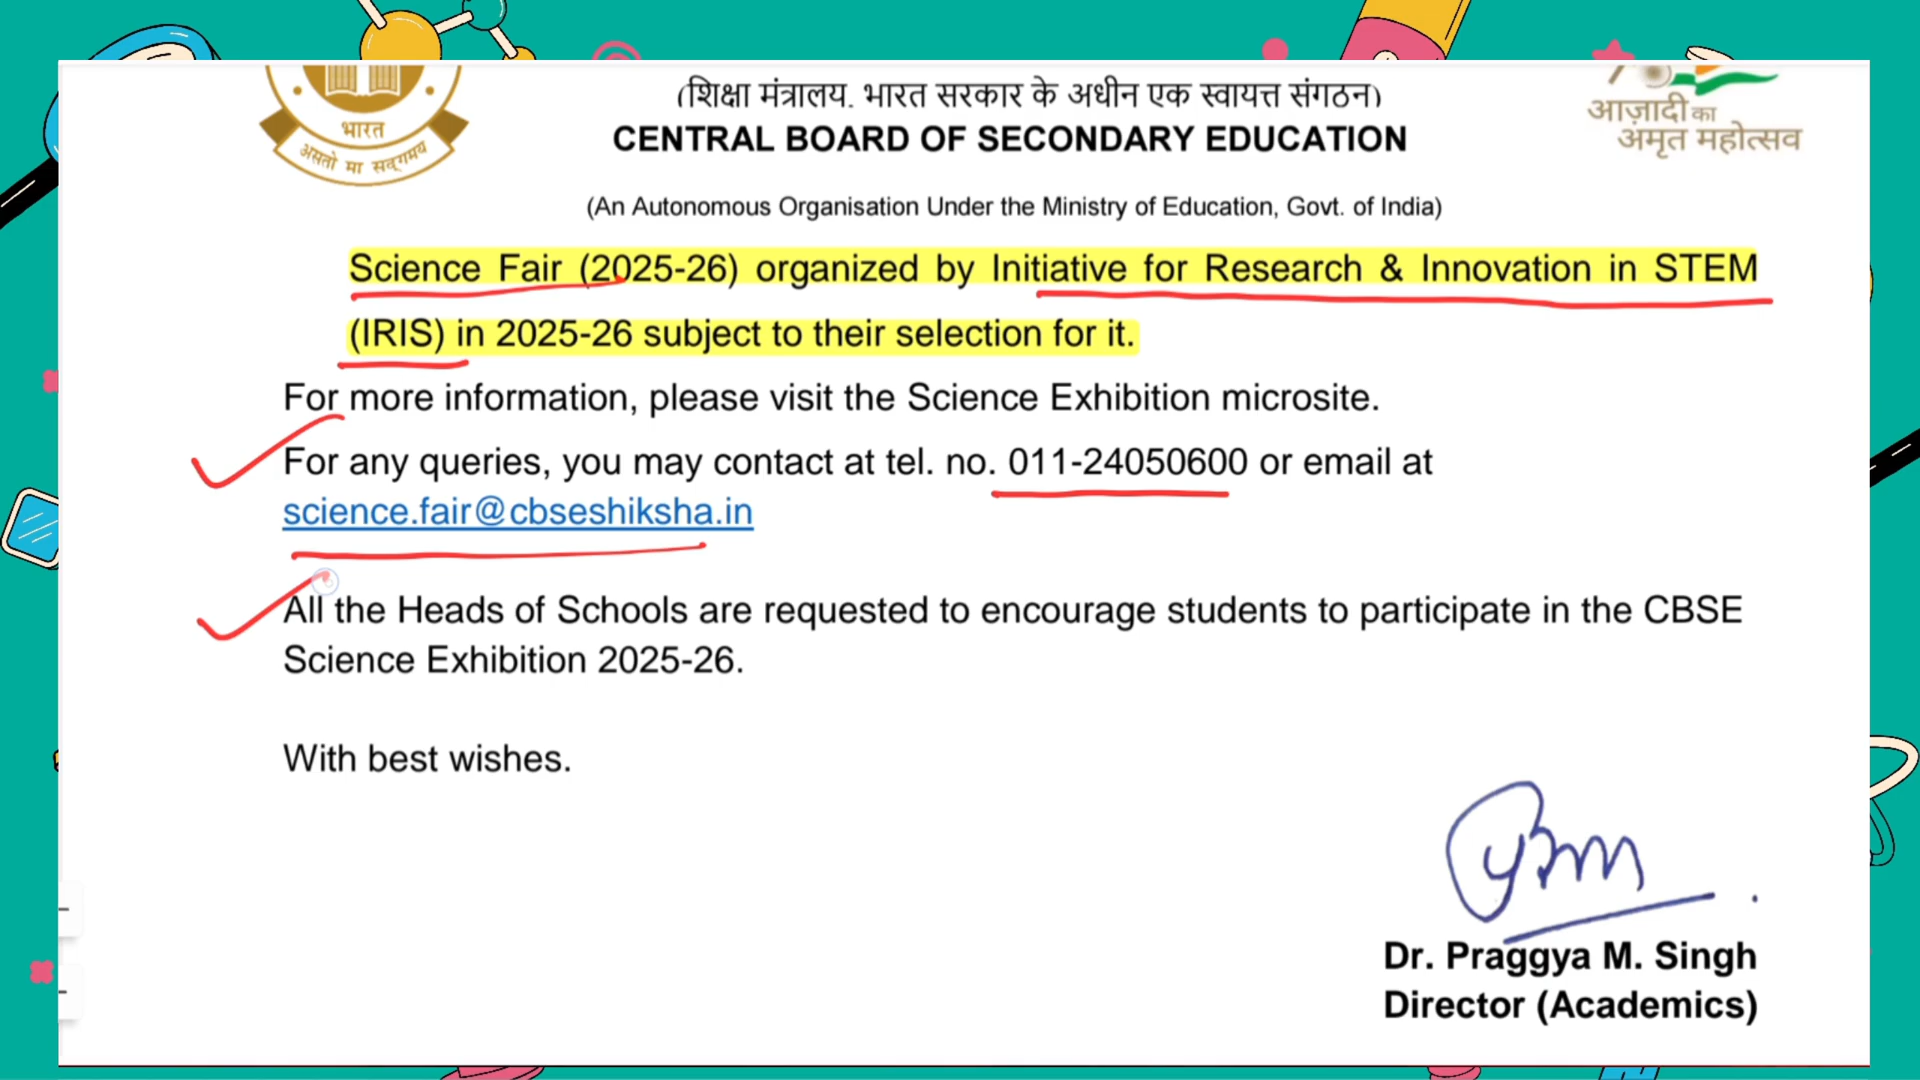 (शिक्षा मंत्रालय, भारत सरकार के अधीन एक स्वायत्त संगठन)
CENTRAL BOARD OF SECONDARY EDUCATION
(An Autonomous Organisation Under the Ministry of Education, Govt. of India)
भारत
असतो मा सद्गमय
आज़ादी का
अमृत महोत्सव
Science Fair (2025-26) organized by Initiative for Research & Innovation in STEM
(IRIS) in 2025-26 subject to their selection for it.
For more information, please visit the Science Exhibition microsite.
For any queries, you may contact at tel. no. 011-24050600 or email at
science.fair@cbseshiksha.in
All the Heads of Schools are requested to encourage students to participate in the CBSE
Science Exhibition 2025-26.
With best wishes.
Dr. Praggya M. Singh
Director (Academics)